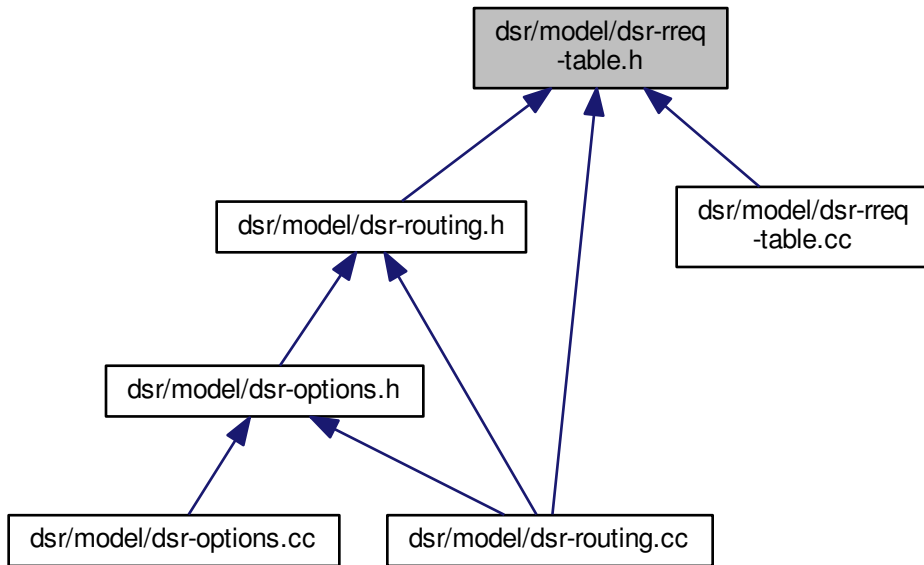 dsr/model/dsr-rreq
-table.h
dsr/model/dsr-routing.h
dsr/model/dsr-rreq
-table.cc
dsr/model/dsr-options.h
dsr/model/dsr-options.cc
dsr/model/dsr-routing.cc